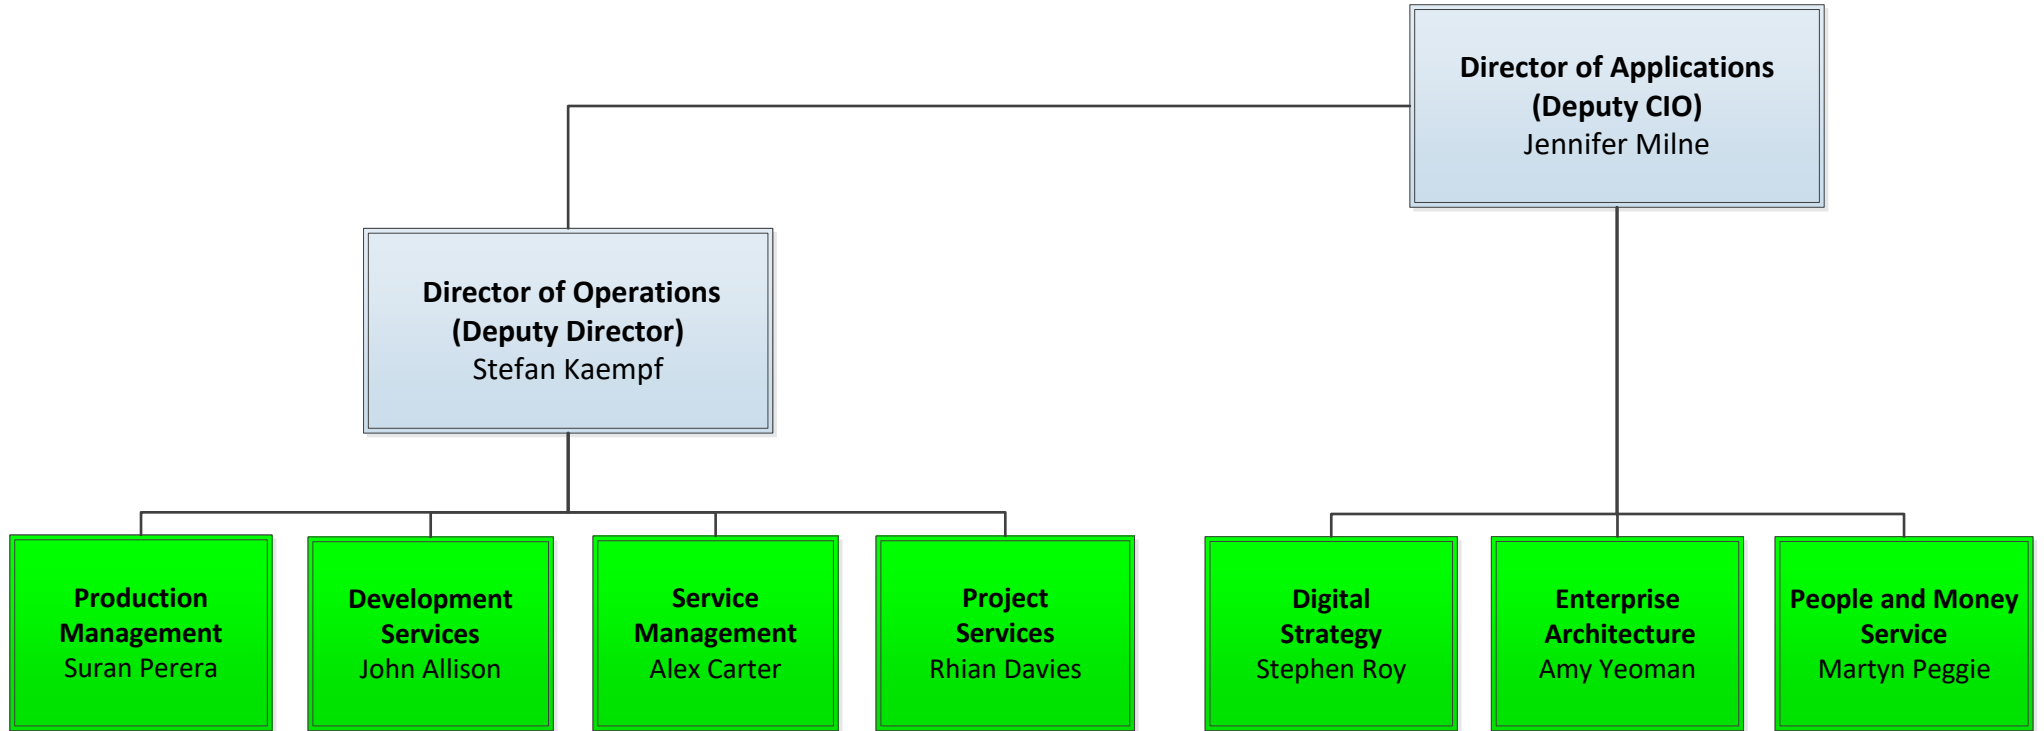 Director of Applications
(Deputy CIO)
Jennifer Milne
Director of Operations
(Deputy Director)
Stefan Kaempf
Production
Management
Suran Perera
Development
Services
John Allison
Service
Management
Alex Carter
Project
Services
Rhian Davies
Digital
Strategy
Stephen Roy
Enterprise
Architecture
Amy Yeoman
People and Money
Service
Martyn Peggie